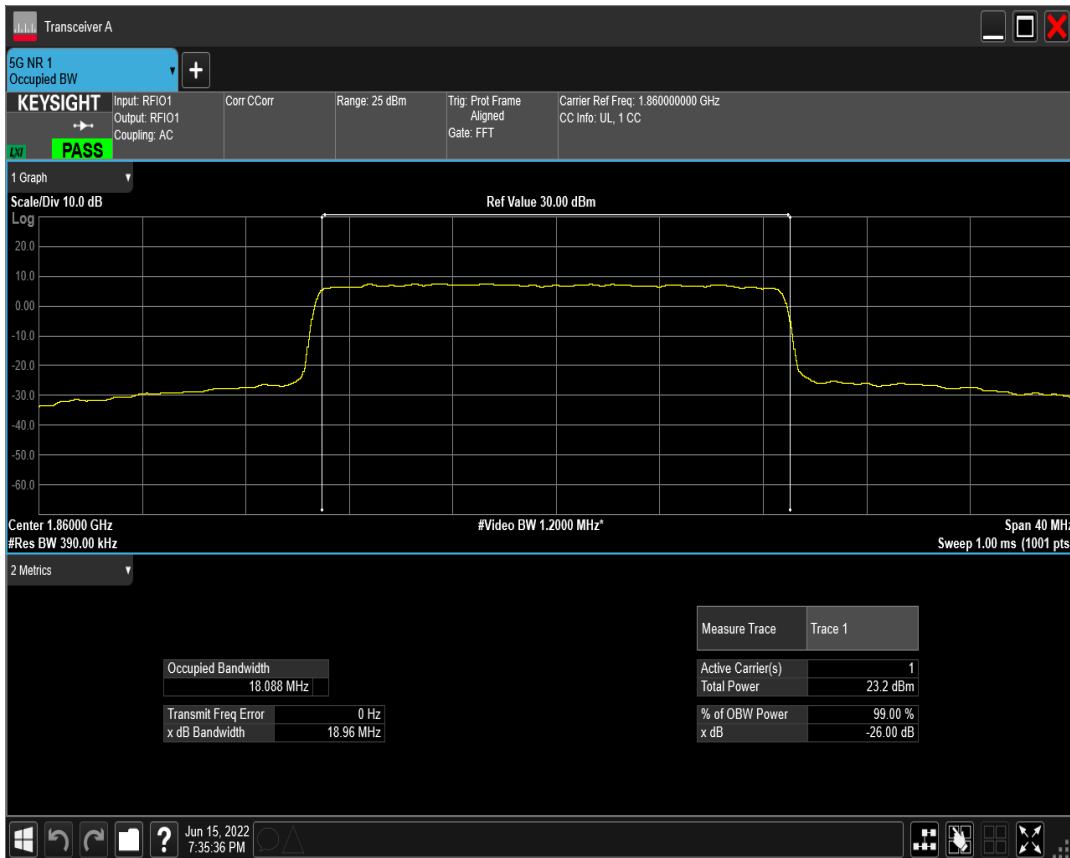 Transceiver A
5G NR 1
Occupied BW
+
KEYSIGHT
LXI
PASS
Input: RFIO1
Output: RFIO1
Coupling: AC
Corr CCorr
Range: 25 dBm
Trig: Prot Frame
Aligned
Gate: FFT
Carrier Ref Freq: 1.860000000 GHz
CC Info: UL, 1 CC
1 Graph
Scale/Div 10.0 dB
Ref Value 30.00 dBm
Log
20.0
10.0
0.00
-10.0
-20.0
-30.0
-40.0
-50.0
-60.0
Center 1.86000 GHz
#Video BW 1.2000 MHz*
Span 40 MHz
#Res BW 390.00 kHz
Sweep 1.00 ms (1001 pts
2 Metrics
Measure Trace Trace 1
Occupied Bandwidth
18.088 MHz
Active Carrier(s) 1
Total Power 23.2 dBm
Transmit Freq Error 0 Hz
x dB Bandwidth 18.96 MHz
% of OBW Power 99.00 %
x dB -26.00 dB
?
Jun 15, 2022
7:35:36 PM